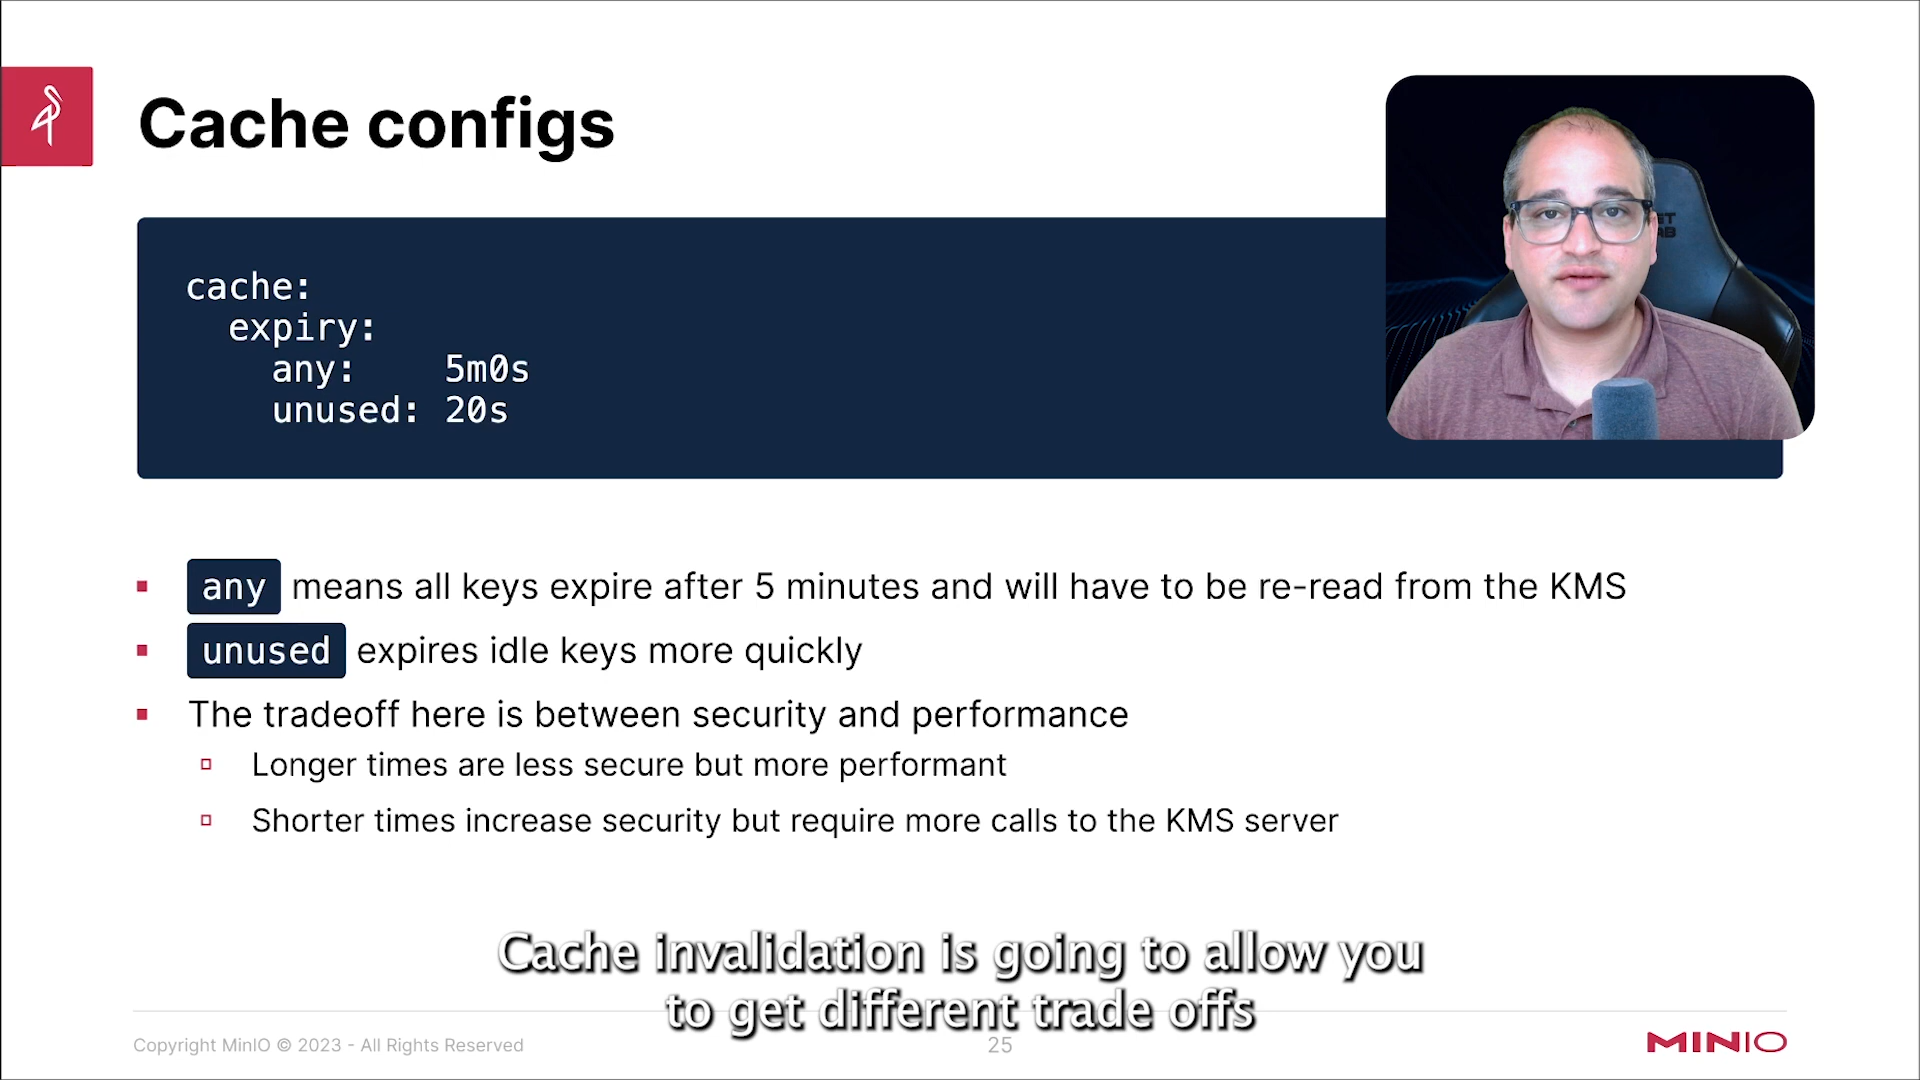 Cache configs
cache:
expiry:
any: 5m0s
unused: 20s
any means all keys expire after 5 minutes and will have to be re-read from the KMS
unused expires idle keys more quickly
The tradeoff here is between security and performance
Longer times are less secure but more performant
Shorter times increase security but require more calls to the KMS server
Cache invalidation is going to allow you
to get different trade offs
Copyright MinIO © 2023 - All Rights Reserved
25
MINIO